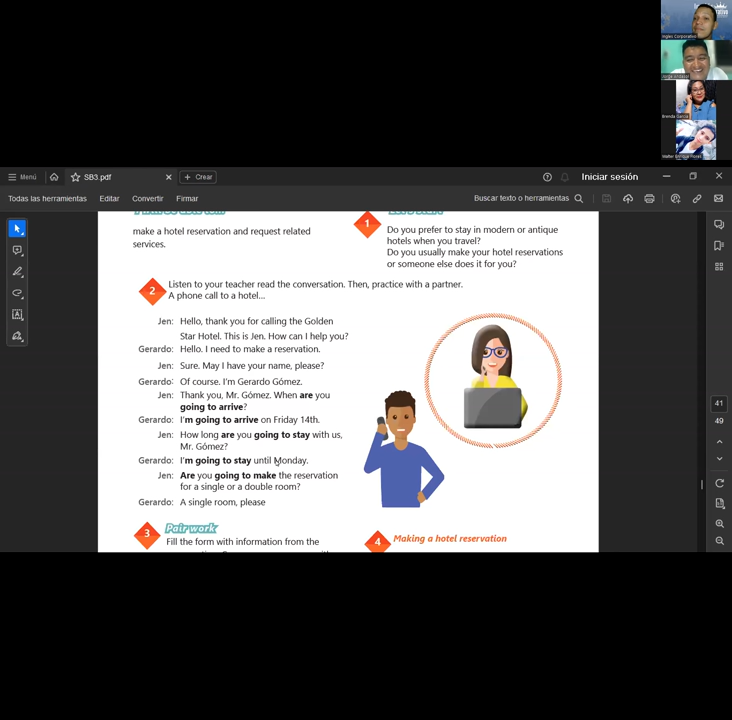 Ingles Corporativo
Brenda Garcia
Walter Enrique Perez
Menú
SB3.pdf
Crear
Iniciar sesión
Todas las herramientas
Editar
Convertir
Firmar
Buscar texto o herramientas
make a hotel reservation and request related
services.
1
Let's start
Do you prefer to stay in modern or antique
hotels when you travel?
Do you usually make your hotel reservations
or someone else does it for you?
2
Listen to your teacher read the conversation. Then, practice with a partner.
A phone call to a hotel...
Jen: Hello, thank you for calling the Golden
Star Hotel. This is Jen. How can I help you?
Gerardo: Hello. I need to make a reservation.
Jen: Sure. May I have your name, please?
Gerardo: Of course. I'm Gerardo Gómez.
Jen: Thank you, Mr. Gómez. When are you
going to arrive?
Gerardo: I'm going to arrive on Friday 14th.
Jen: How long are you going to stay with us,
Mr. Gómez?
Gerardo: I'm going to stay until Monday.
Jen: Are you going to make the reservation
for a single or a double room?
Gerardo: A single room, please
3
Pair work
Fill the form with information from the
4
Making a hotel reservation
41
49